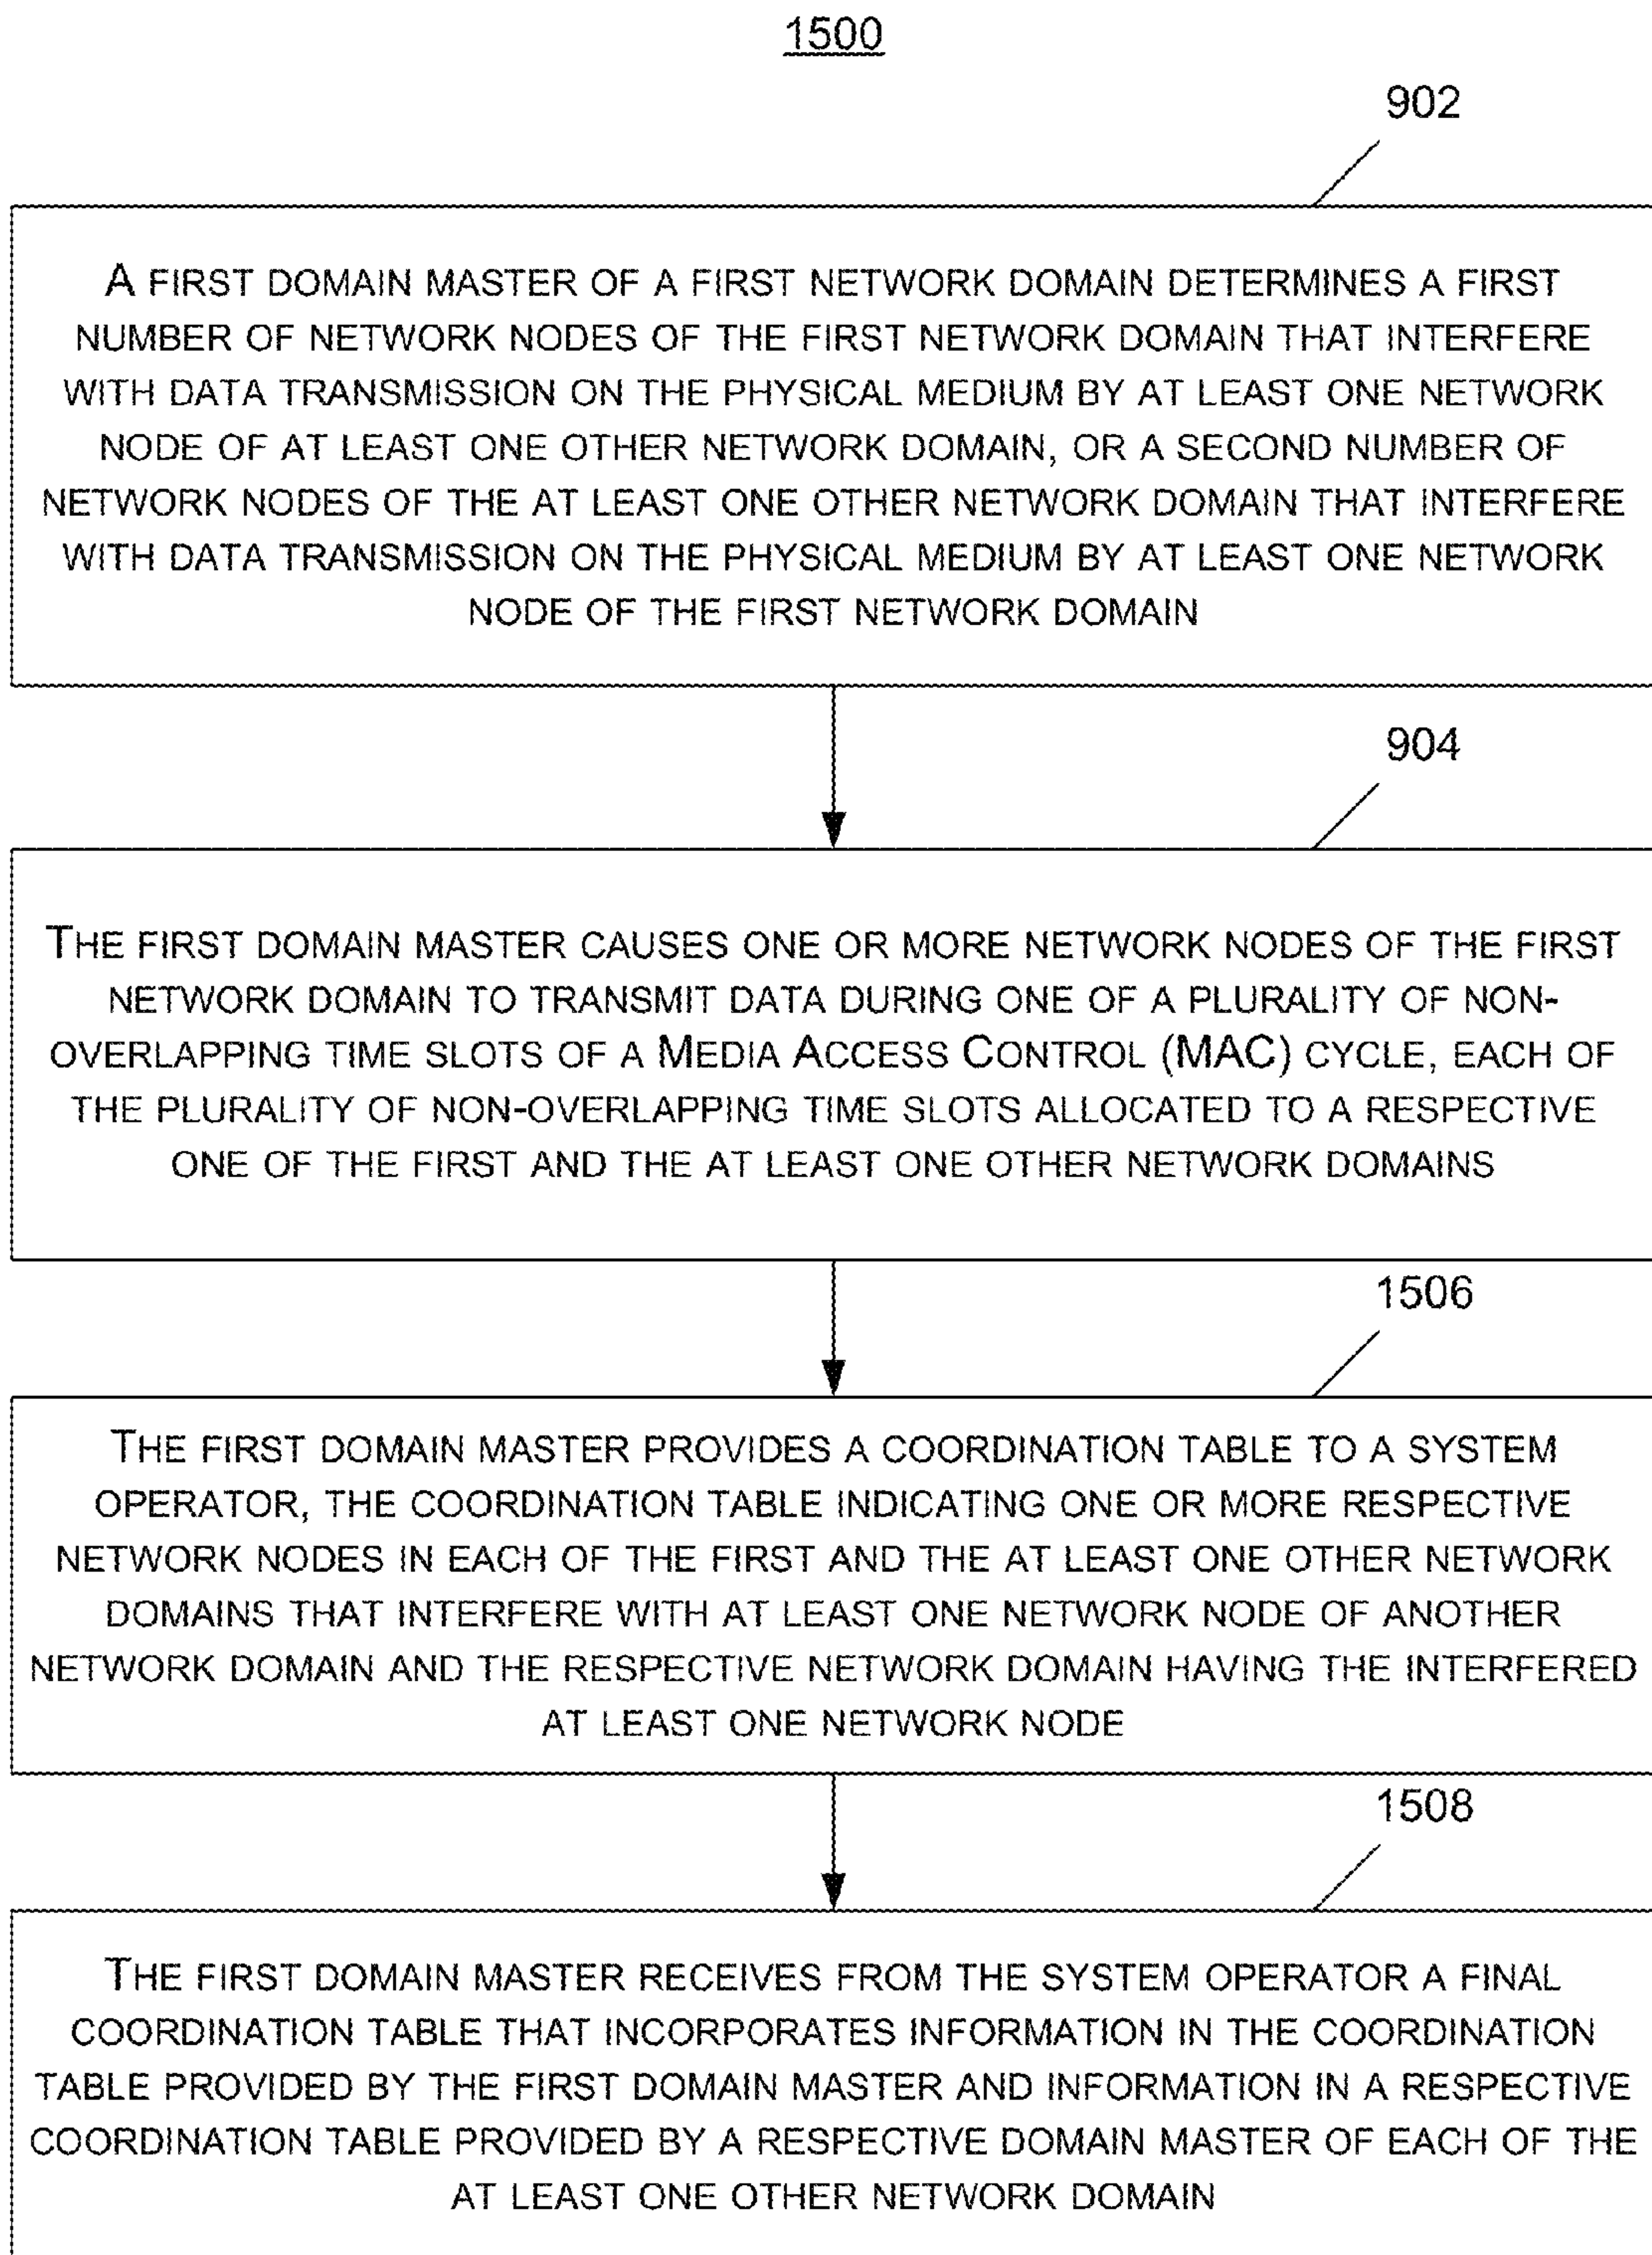 1500
902
A FIRST DOMAIN MASTER OF A FIRST NETWORK DOMAIN DETERMINES A FIRST
NUMBER OF NETWORK NODES OF THE FIRST NETWORK DOMAIN THAT INTERFERE
WITH DATA TRANSMISSION ON THE PHYSICAL MEDIUM BY AT LEAST ONE NETWORK
NODE OF AT LEAST ONE OTHER NETWORK DOMAIN, OR A SECOND NUMBER OF
NETWORK NODES OF THE AT LEAST ONE OTHER NETWORK DOMAIN THAT INTERFERE
WITH DATA TRANSMISSION ON THE PHYSICAL MEDIUM BY AT LEAST ONE NETWORK
NODE OF THE FIRST NETWORK DOMAIN
904
THE FIRST DOMAIN MASTER CAUSES ONE OR MORE NETWORK NODES OF THE FIRST
NETWORK DOMAIN TO TRANSMIT DATA DURING ONE OF A PLURALITY OF NON-
OVERLAPPING TIME SLOTS OF A MEDIA ACCESS CONTROL (MAC) CYCLE, EACH OF
THE PLURALITY OF NON-OVERLAPPING TIME SLOTS ALLOCATED TO A RESPECTIVE
ONE OF THE FIRST AND THE AT LEAST ONE OTHER NETWORK DOMAINS
1506
THE FIRST DOMAIN MASTER PROVIDES A COORDINATION TABLE TO A SYSTEM
OPERATOR, THE COORDINATION TABLE INDICATING ONE OR MORE RESPECTIVE
NETWORK NODES IN EACH OF THE FIRST AND THE AT LEAST ONE OTHER NETWORK
DOMAINS THAT INTERFERE WITH AT LEAST ONE NETWORK NODE OF ANOTHER
NETWORK DOMAIN AND THE RESPECTIVE NETWORK DOMAIN HAVING THE INTERFERED
AT LEAST ONE NETWORK NODE
1508
THE FIRST DOMAIN MASTER RECEIVES FROM THE SYSTEM OPERATOR A FINAL
COORDINATION TABLE THAT INCORPORATES INFORMATION IN THE COORDINATION
TABLE PROVIDED BY THE FIRST DOMAIN MASTER AND INFORMATION IN A RESPECTIVE
COORDINATION TABLE PROVIDED BY A RESPECTIVE DOMAIN MASTER OF EACH OF THE
AT LEAST ONE OTHER NETWORK DOMAIN